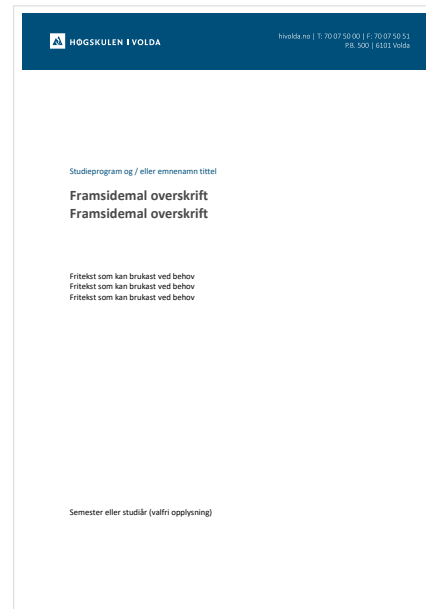 HØGSKULEN I VOLDA
hivolda.no | T: 70 07 50 00 | F: 70 07 50 51
P.B. 500 | 6101 Volda
Studieprogram og / eller emnenamn tittel
Framsidemal overskrift
Framsidemal overskrift
Fritekst som kan brukast ved behov
Fritekst som kan brukast ved behov
Fritekst som kan brukast ved behov
Semester eller studiår (valfri opplysning)